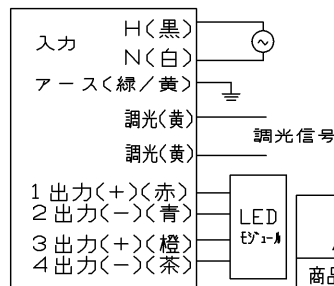 入力
H(黒)
N(白)
アース(緑/黄)
調光(黄)
調光(黄)
調光信号
1出力(+)(赤)
2出力(-)(青)
3出力(+)(橙)
4出力(-)(茶)
LED
モジュール
商品